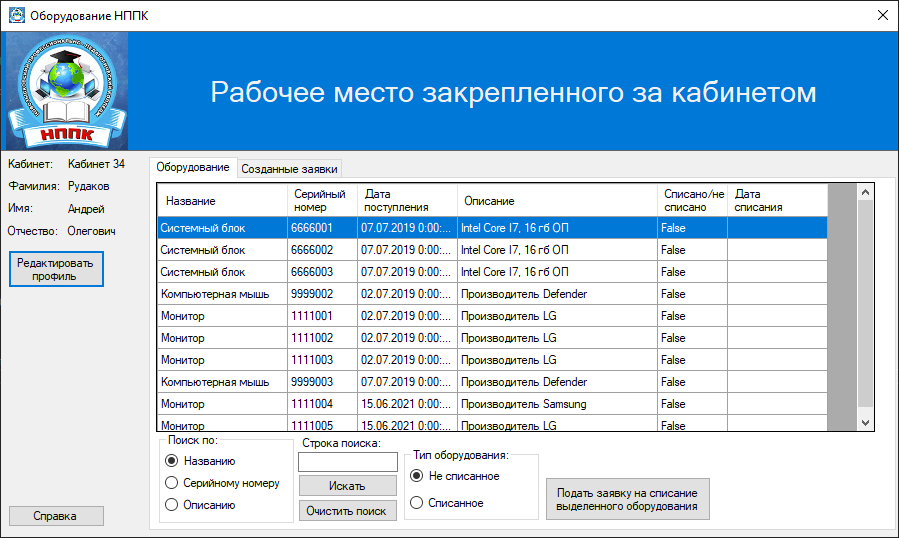 Оборудование НППК
НППК
Рабочее место закрепленного за кабинетом
Кабинет: Кабинет 34
Фамилия: Рудаков
Имя: Андрей
Отчество: Олегович
Редактировать
профиль
Справка
Оборудование Созданные заявки
Название Серийный номер Дата поступления Описание Списано/не списано Дата списания
Системный блок 6666001 07.07.2019 0:00:... Intel Core I7, 16 гб ОП False
Системный блок 6666002 07.07.2019 0:00:... Intel Core I7, 16 гб ОП False
Системный блок 6666003 07.07.2019 0:00:... Intel Core I7, 16 гб ОП False
Компьютерная мышь 9999002 02.07.2019 0:00:... Производитель Defender False
Монитор 1111001 02.07.2019 0:00:... Производитель LG False
Монитор 1111002 02.07.2019 0:00:... Производитель LG False
Монитор 1111003 02.07.2019 0:00:... Производитель LG False
Компьютерная мышь 9999003 07.07.2019 0:00:... Производитель Defender False
Монитор 1111004 15.06.2021 0:00:... Производитель Samsung False
Монитор 1111005 15.06.2021 0:00:... Производитель LG False
Поиск по:
Названию
Серийному номеру
Описанию
Строка поиска:
Искать
Очистить поиск
Тип оборудования:
Не списанное
Списанное
Подать заявку на списание
выделенного оборудования